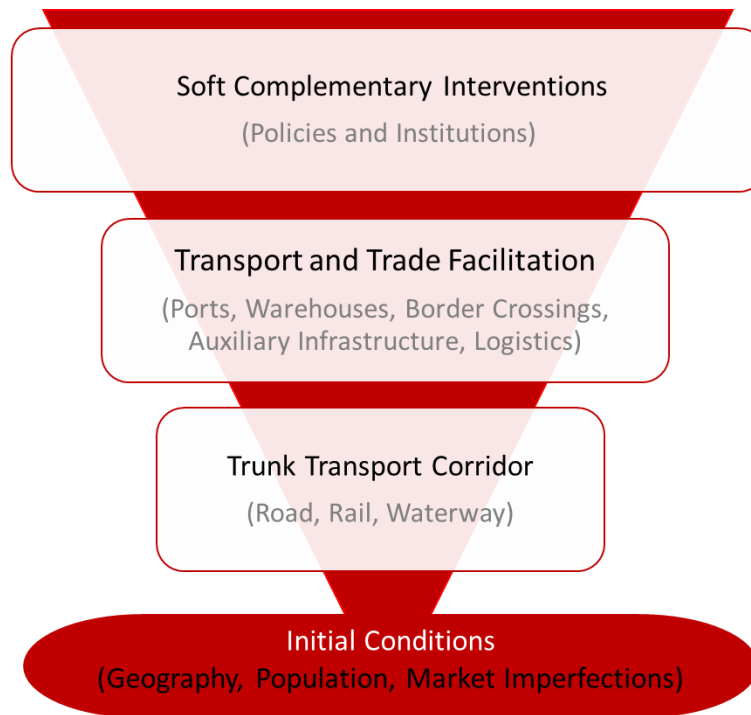 Soft Complementary Interventions
(Policies and Institutions)
Transport and Trade Facilitation
(Ports, Warehouses, Border Crossings,
Auxiliary Infrastructure, Logistics)
Trunk Transport Corridor
(Road, Rail, Waterway)
Initial Conditions
(Geography, Population, Market Imperfections)